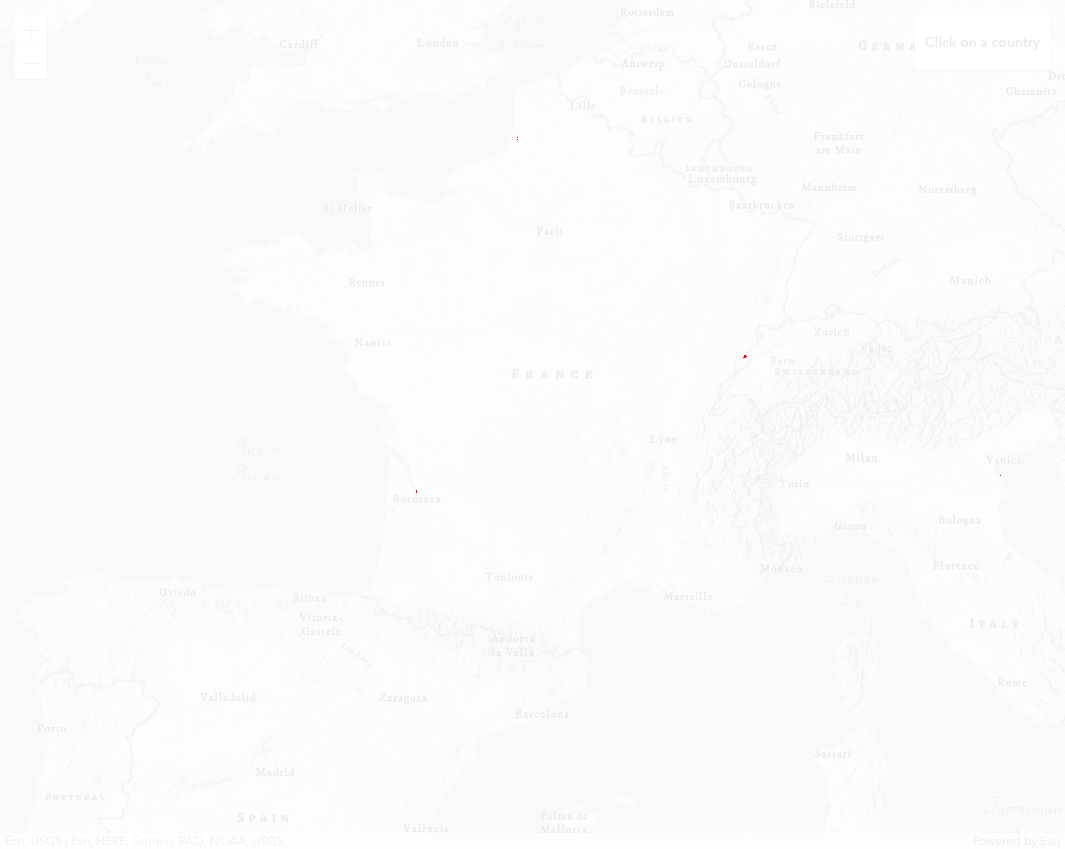 Rotterdam
Bielefeld
Cardiff
London
Essen
GERMA
Click on a country
Celtic
Sea
Antwerp
Dusseldorf
Cologne
Brussels
Chemnitz
Lille
BELGIUM
Frankfurt
am Main
LUXEMBOURG
Luxembourg
Mannheim
Nuremberg
St Helier
Saarbrucken
Paris
Stuttgart
Danube
Rennes
Munich
Nantes
Zurich
Vaduz
Bern
SWITZERLAND
FRANCE
Lyon
Bay of
Biscay
Milan
Venice
Turin
Bordeaux
Genoa
Bologna
Florence
Monaco
Toulouse
Ligurian
Sea
Oviedo
Bilbao
Marseille
Vitoria-
Gasteiz
ITALY
Andorra
la Vella
Rome
Valladolid
Zaragoza
Barcelona
Porto
Sassari
Madrid
PORTUGAL
Tyrrhenian
SPAIN
Palma de
Mallorca
València
Esri, USGS | Esri, HERE, Garmin, FAO, NOAA, USGS
Powered by Esri